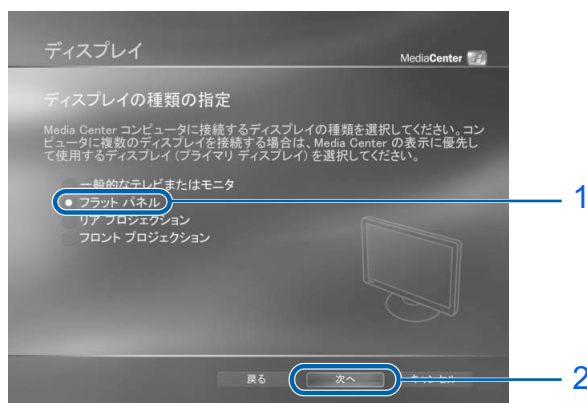 ディスプレイ
MediaCenter
ディスプレイの種類の指定
Media Center コンピュータに接続するディスプレイの種類を選択してください。コン
ピュータに複数のディスプレイを接続する場合は、Media Center の表示に優先し
て使用するディスプレイ (プライマリ ディスプレイ) を選択してください。
一般的なテレビまたはモニタ
フラット パネル
1
リア プロジェクション
フロント プロジェクション
戻る
次へ
キャンセル
2